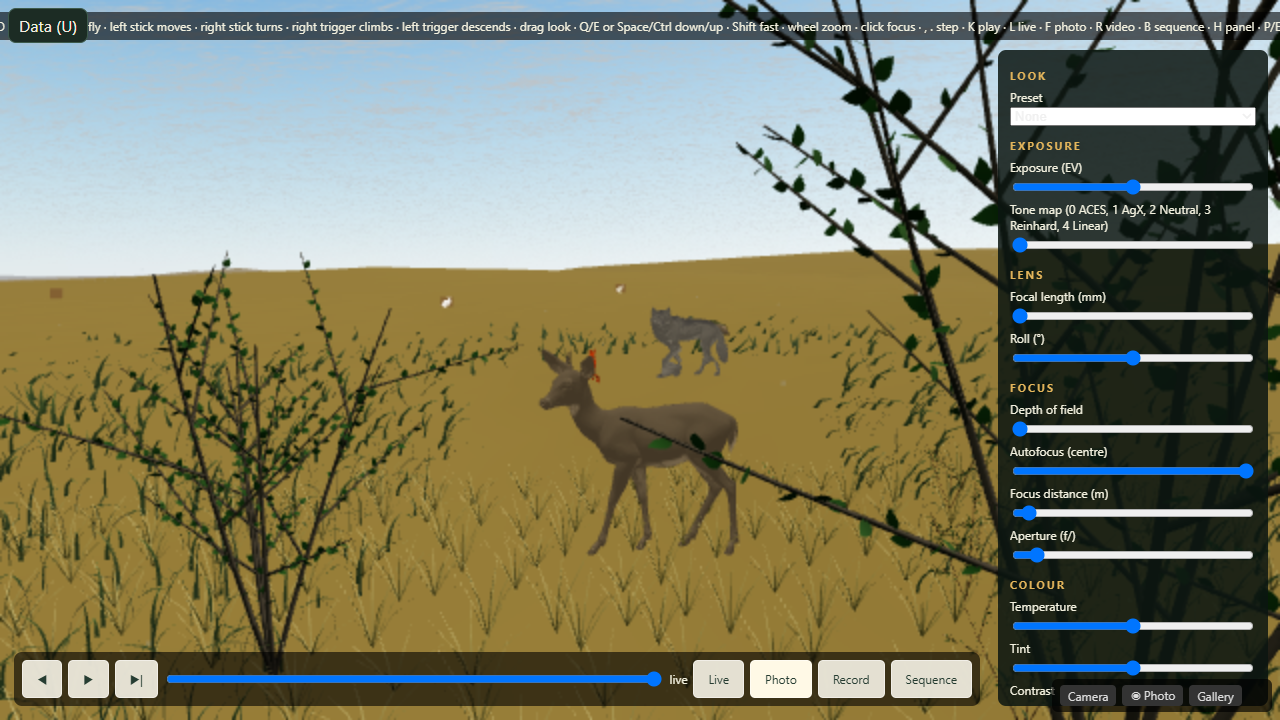 Data (U)
fly · left stick moves · right stick turns · right trigger climbs · left trigger descends · drag look · Q/E or Space/Ctrl down/up · Shift fast · wheel zoom · click focus · , . step · K play · L live · F photo · R video · B sequence · H panel · P/E
LOOK
Preset
None
EXPOSURE
Exposure (EV)
Tone map (0 ACES, 1 AgX, 2 Neutral, 3
Reinhard, 4 Linear)
LENS
Focal length (mm)
Roll (°)
FOCUS
Depth of field
Autofocus (centre)
Focus distance (m)
Aperture (f/)
COLOUR
Temperature
Tint
Contrast
live
Live
Photo
Record
Sequence
Camera
◉ Photo
Gallery